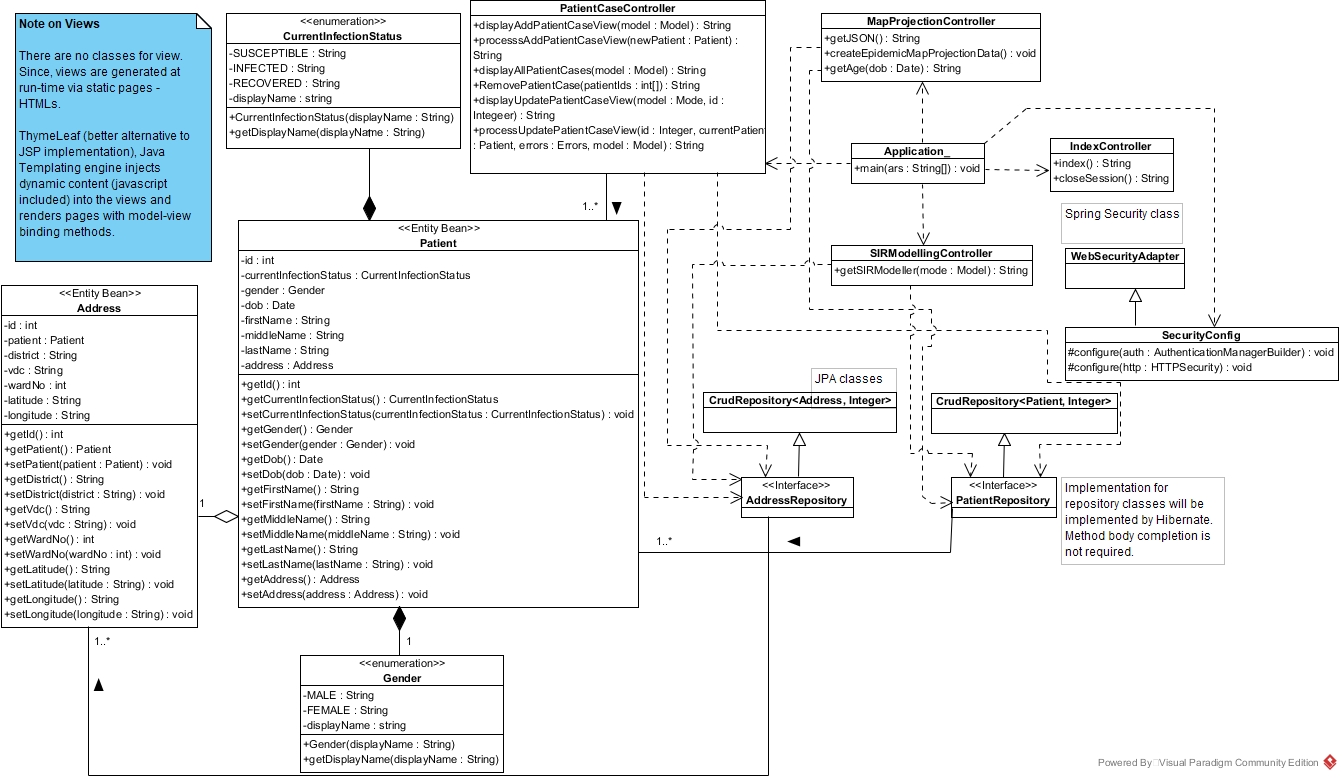 Note on Views
There are no classes for view.
Since, views are generated at
run-time via static pages -
HTMLs.
ThymeLeaf (better alternative to
JSP implementation), Java
Templating engine injects
dynamic content (javascript
included) into the views and
renders pages with model-view
binding methods.
<<enumeration>>
CurrentInfectionStatus
-SUSCEPTIBLE : String
-INFECTED : String
-RECOVERED : String
-displayName : string
+CurrentInfectionStatus(displayName : String)
+getDisplayName(displayName : String)
PatientCaseController
+displayAddPatientCaseView(model : Model) : String
+processsAddPatientCaseView(newPatient : Patient) :
String
+displayAllPatientCases(model : Model) : String
+RemovePatientCase(patientIds : int[]) : String
+displayUpdatePatientCaseView(model : Mode, id :
Integeer) : String
+processUpdatePatientCaseView(id : Integer, currentPatien
: Patient, errors : Errors, model : Model) : String
MapProjectionController
+getJSON() : String
+createEpidemicMapProjectionData() : void
+getAge(dob : Date) : String
Application_
+main(ars : String[]) : void
IndexController
+index() : String
+closeSession() : String
Spring Security class
WebSecurityAdapter
SIRModellingController
+getSIRModeller(mode : Model) : String
SecurityConfig
#configure(auth : AuthenticationManagerBuilder) : void
#configure(http : HTTPSecurity) : void
1..*
<<Entity Bean>>
Patient
-id : int
-currentInfectionStatus : CurrentInfectionStatus
-gender : Gender
-dob : Date
-firstName : String
-middleName : String
-lastName : String
-address : Address
+getId() : int
+getCurrentInfectionStatus() : CurrentInfectionStatus
+setCurrentInfectionStatus(currentInfectionStatus : CurrentInfectionStatus) : void
+getGender() : Gender
+setGender(gender : Gender) : void
+getDob() : Date
+setDob(dob : Date) : void
+getFirstName() : String
+setFirstName(firstName : String) : void
+getMiddleName() : String
+setMiddleName(middleName : String) : void
+getLastName() : String
+setLastName(lastName : String) : void
+getAddress() : Address
+setAddress(address : Address) : void
<<Entity Bean>>
Address
-id : int
-patient : Patient
-district : String
-vdc : String
-wardNo : int
-latitude : String
-longitude : String
+getId() : int
+getPatient() : Patient
+setPatient(patient : Patient) : void
+getDistrict() : String
+setDistrict(district : String) : void
+getVdc() : String
+setVdc(vdc : String) : void
+getWardNo() : int
+setWardNo(wardNo : int) : void
+getLatitude() : String
+setLatitude(latitude : String) : void
+getLongitude() : String
+setLongitude(longitude : String) : void
1
JPA classes
CrudRepository<Address, Integer>
CrudRepository<Patient, Integer>
<<Interface>>
AddressRepository
<<Interface>>
PatientRepository
Implementation for
repository classes will be
implemented by Hibernate.
Method body completion is
not required.
1..*
1..*
1
<<enumeration>>
Gender
-MALE : String
-FEMALE : String
-displayName : string
+Gender(displayName : String)
+getDisplayName(displayName : String)
Powered By Visual Paradigm Community Edition